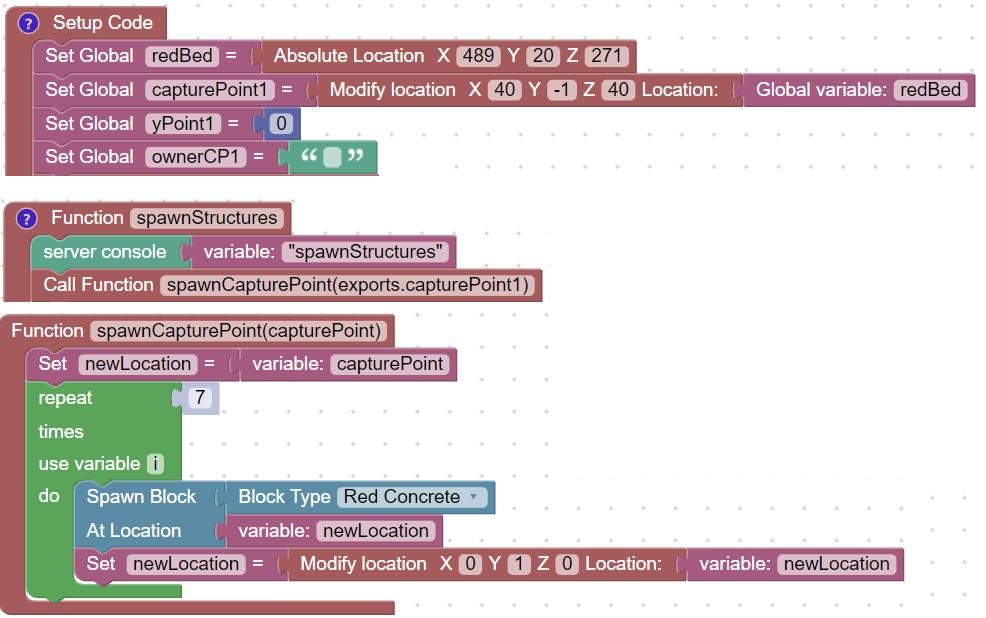 ? Setup Code
Set Global redBed = Absolute Location X 489 Y 20 Z 271
Set Global capturePoint1 = Modify location X 40 Y -1 Z 40 Location: Global variable: redBed
Set Global yPoint1 = 0
Set Global ownerCP1 = “ ”
? Function spawnStructures
server console variable: "spawnStructures"
Call Function spawnCapturePoint(exports.capturePoint1)
Function spawnCapturePoint(capturePoint)
Set newLocation = variable: capturePoint
repeat 7
times
use variable i
do Spawn Block Block Type Red Concrete
At Location variable: newLocation
Set newLocation = Modify location X 0 Y 1 Z 0 Location: variable: newLocation